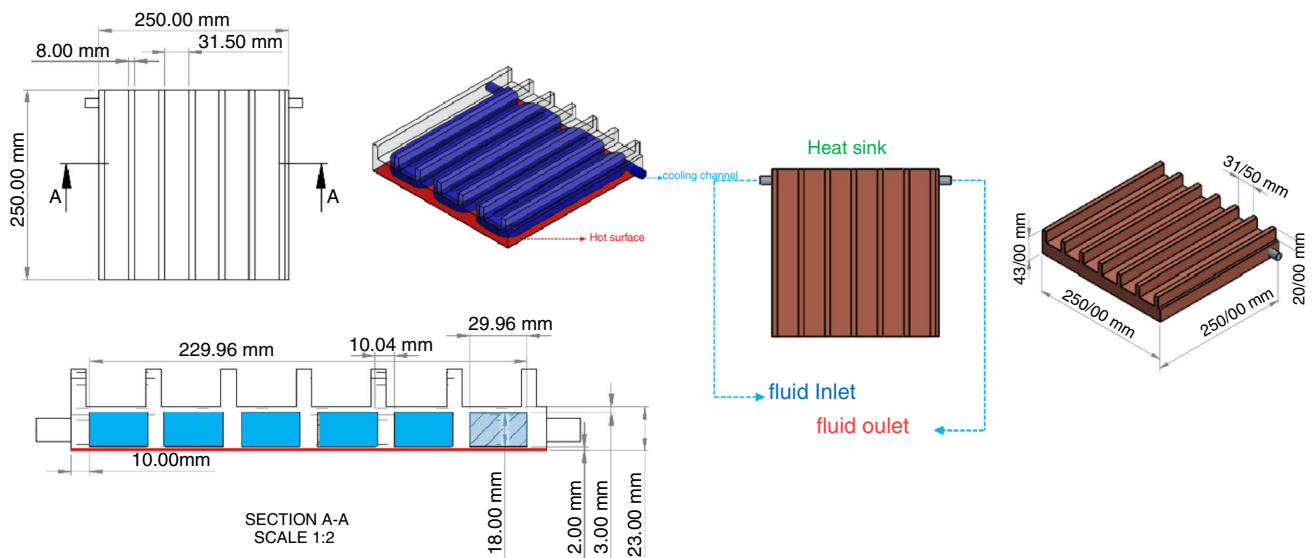 250.00 mm
8.00 mm
31.50 mm
250.00 mm
A
A
cooling channel
Hot surface
Heat sink
fluid Inlet
fluid oulet
31/50 mm
43/00 mm
20/00 mm
250/00 mm
250/00 mm
29.96 mm
229.96 mm
10.04 mm
10.00mm
18.00 mm
2.00 mm
3.00 mm
23.00 mm
SECTION A-A
SCALE 1:2